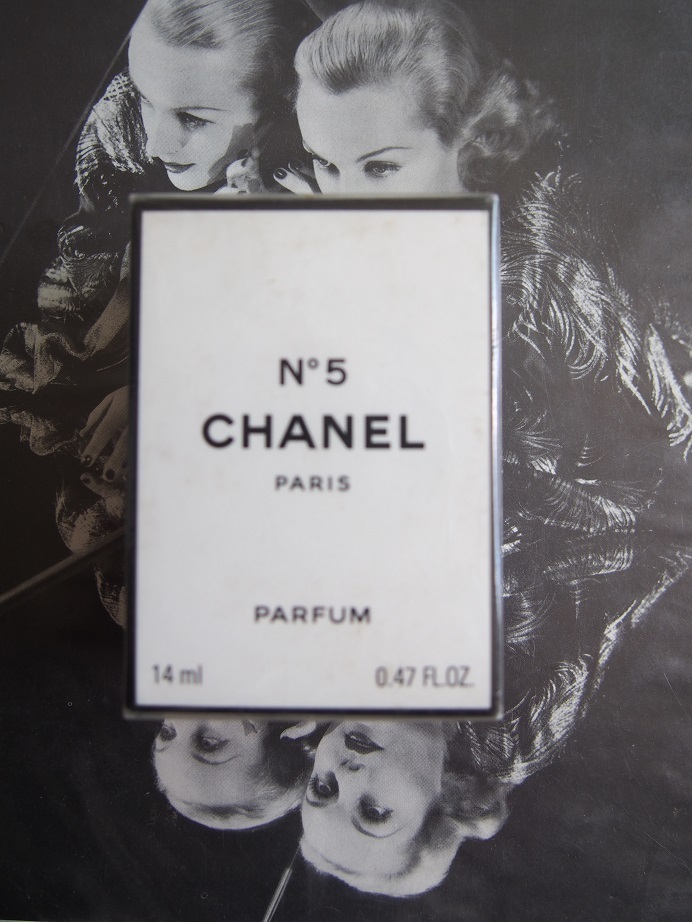 N°5
CHANEL
PARIS
PARFUM
14 ml 0.47 FL.OZ.